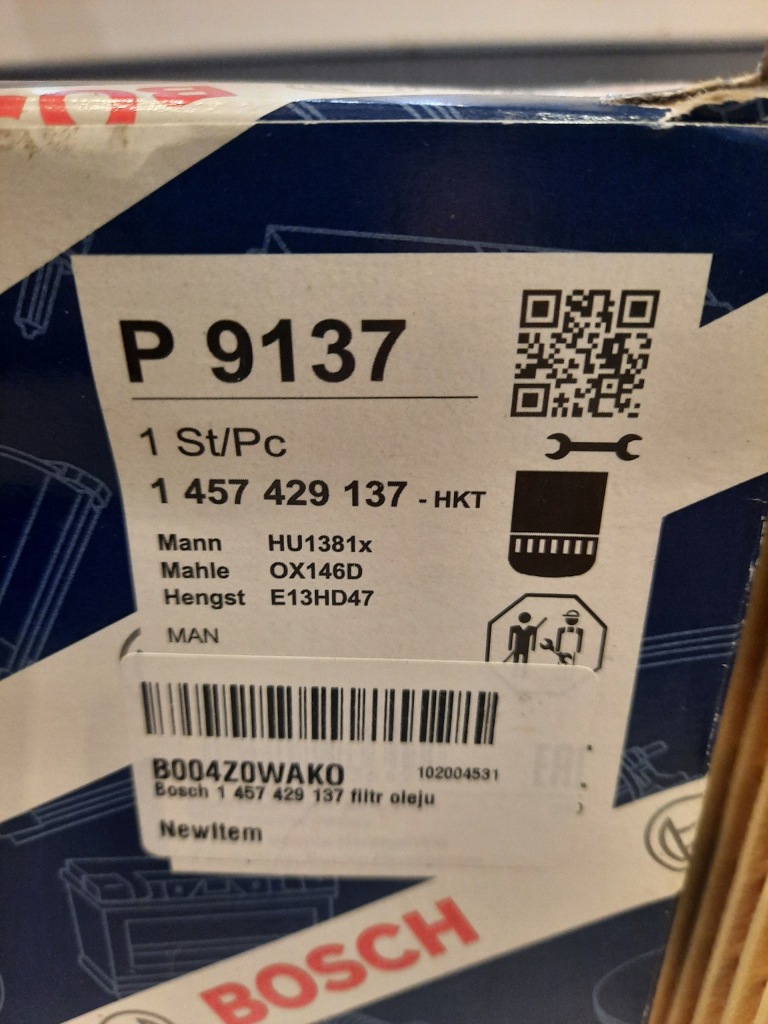 P 9137
1 St/Pc
1 457 429 137 - HKT
Mann HU1381x
Mahle OX146D
Hengst E13HD47
MAN
B004Z0WAKO 102004531
Bosch 1 457 429 137 filtr oleju
NewItem
EAC
BOSCH